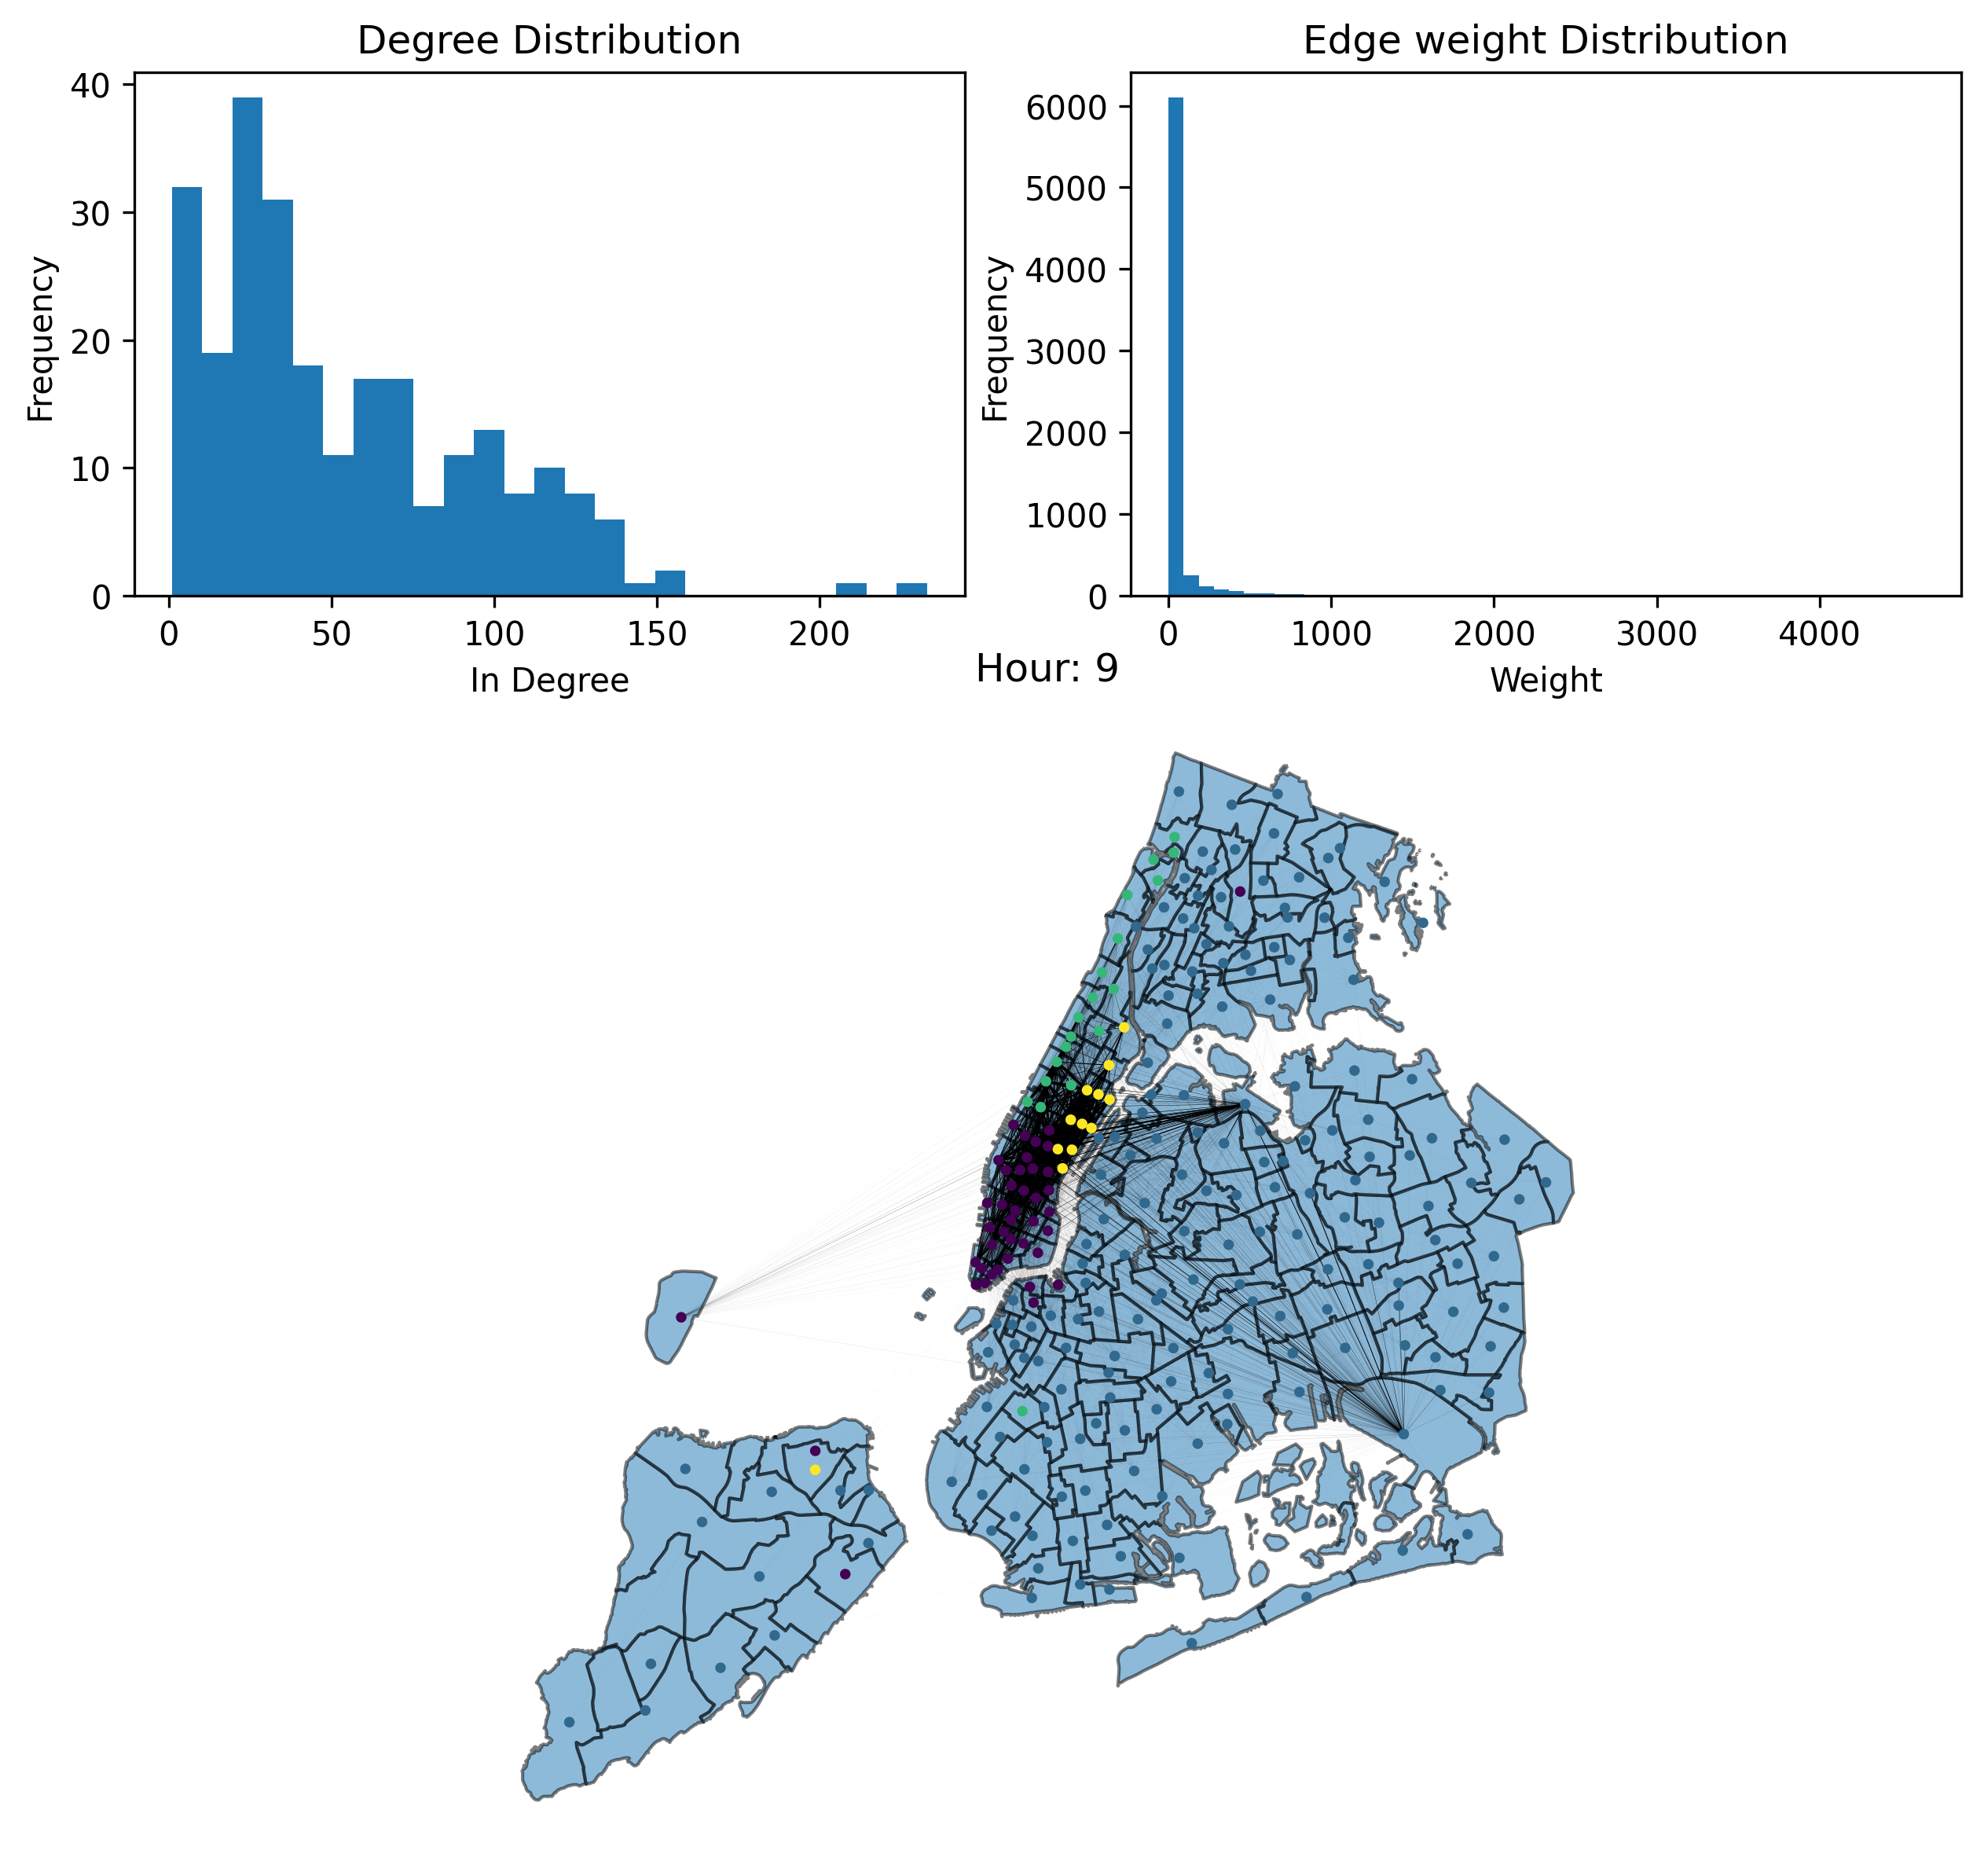 Degree Distribution
40
30
20
10
0
Frequency
0 50 100 150 200
In Degree
Edge weight Distribution
6000
5000
4000
3000
2000
1000
0
Frequency
0 1000 2000 3000 4000
Weight
Hour: 9